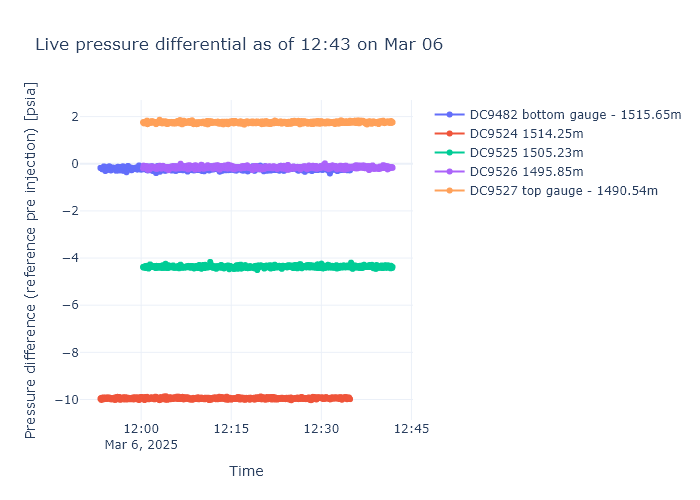 Live pressure differential as of 12:43 on Mar 06
Pressure difference (reference pre injection) [psia]
2
0
−2
−4
−6
−8
−10
12:00
Mar 6, 2025
12:15
12:30
12:45
Time
DC9482 bottom gauge - 1515.65m
DC9524 1514.25m
DC9525 1505.23m
DC9526 1495.85m
DC9527 top gauge - 1490.54m